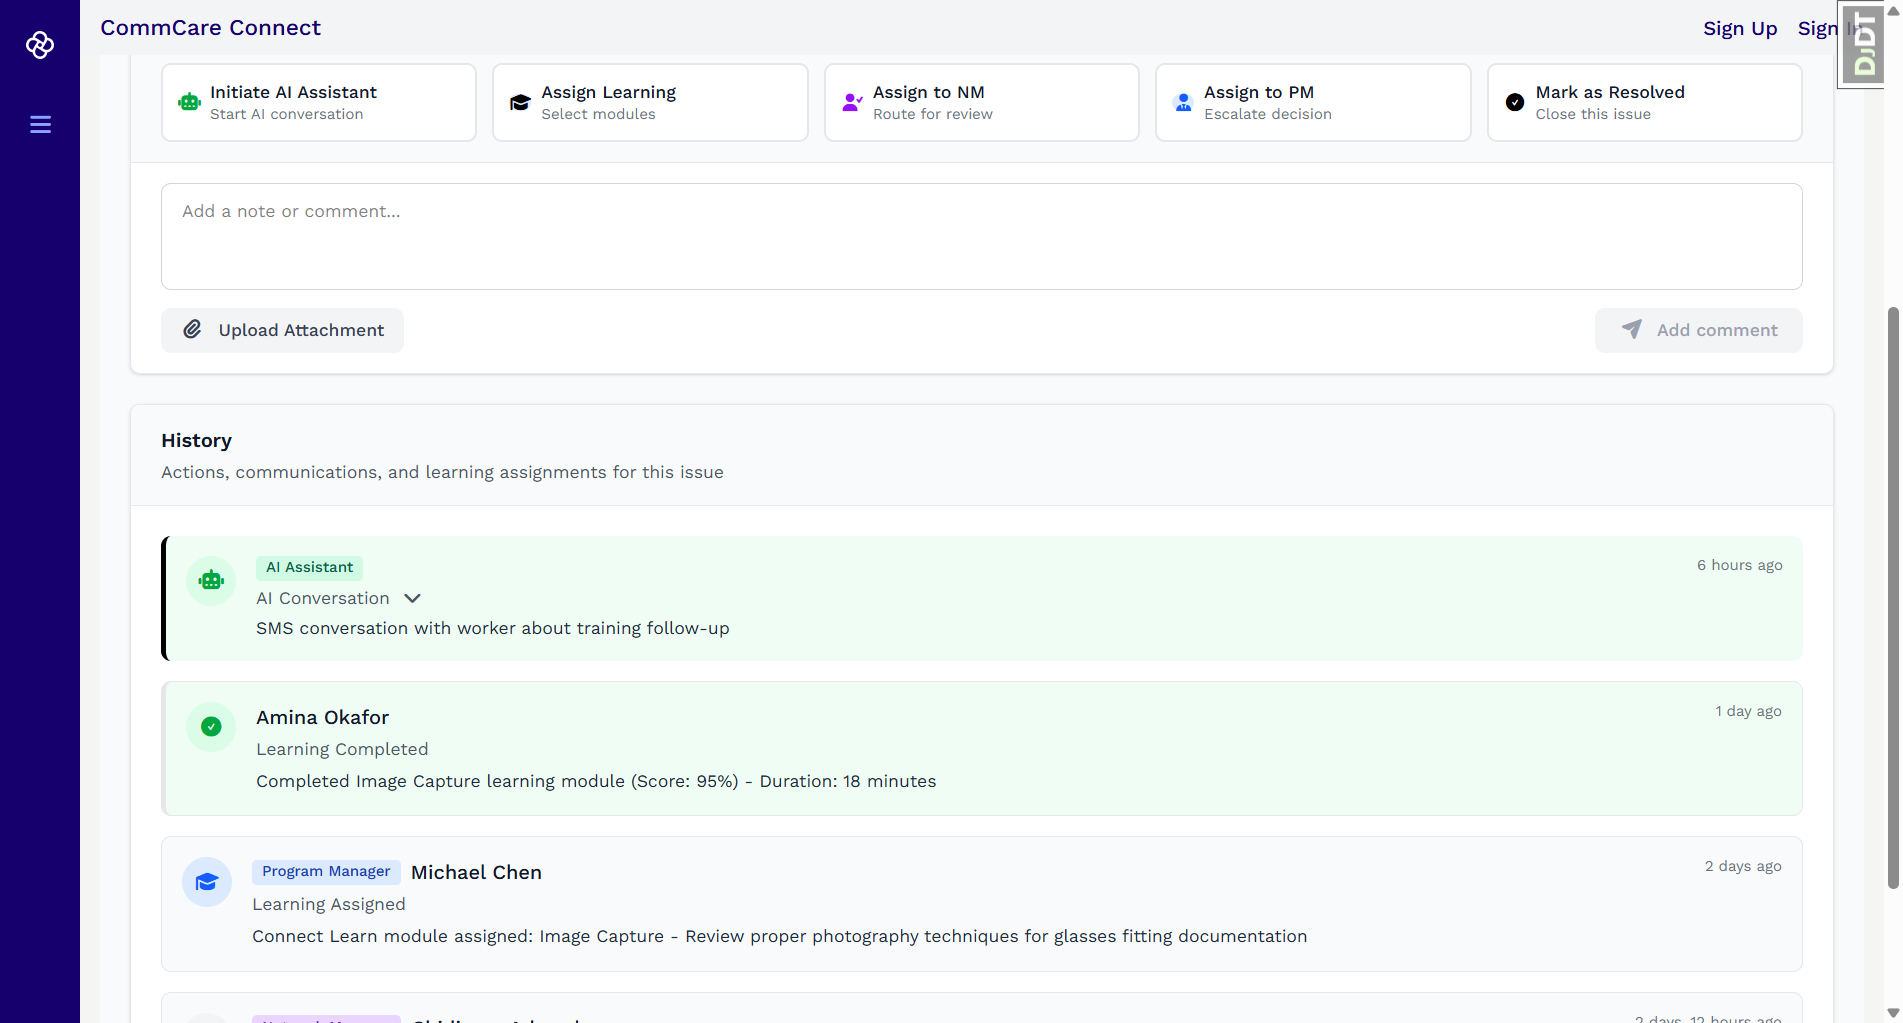 CommCare Connect
Sign Up
Sign In
DjDT
Initiate AI Assistant
Start AI conversation
Assign Learning
Select modules
Assign to NM
Route for review
Assign to PM
Escalate decision
Mark as Resolved
Close this issue
Add a note or comment...
Upload Attachment
Add comment
History
Actions, communications, and learning assignments for this issue
AI Assistant
6 hours ago
AI Conversation
SMS conversation with worker about training follow-up
Amina Okafor
1 day ago
Learning Completed
Completed Image Capture learning module (Score: 95%) - Duration: 18 minutes
Program Manager Michael Chen
2 days ago
Learning Assigned
Connect Learn module assigned: Image Capture - Review proper photography techniques for glasses fitting documentation
2 days, 12 hours ago